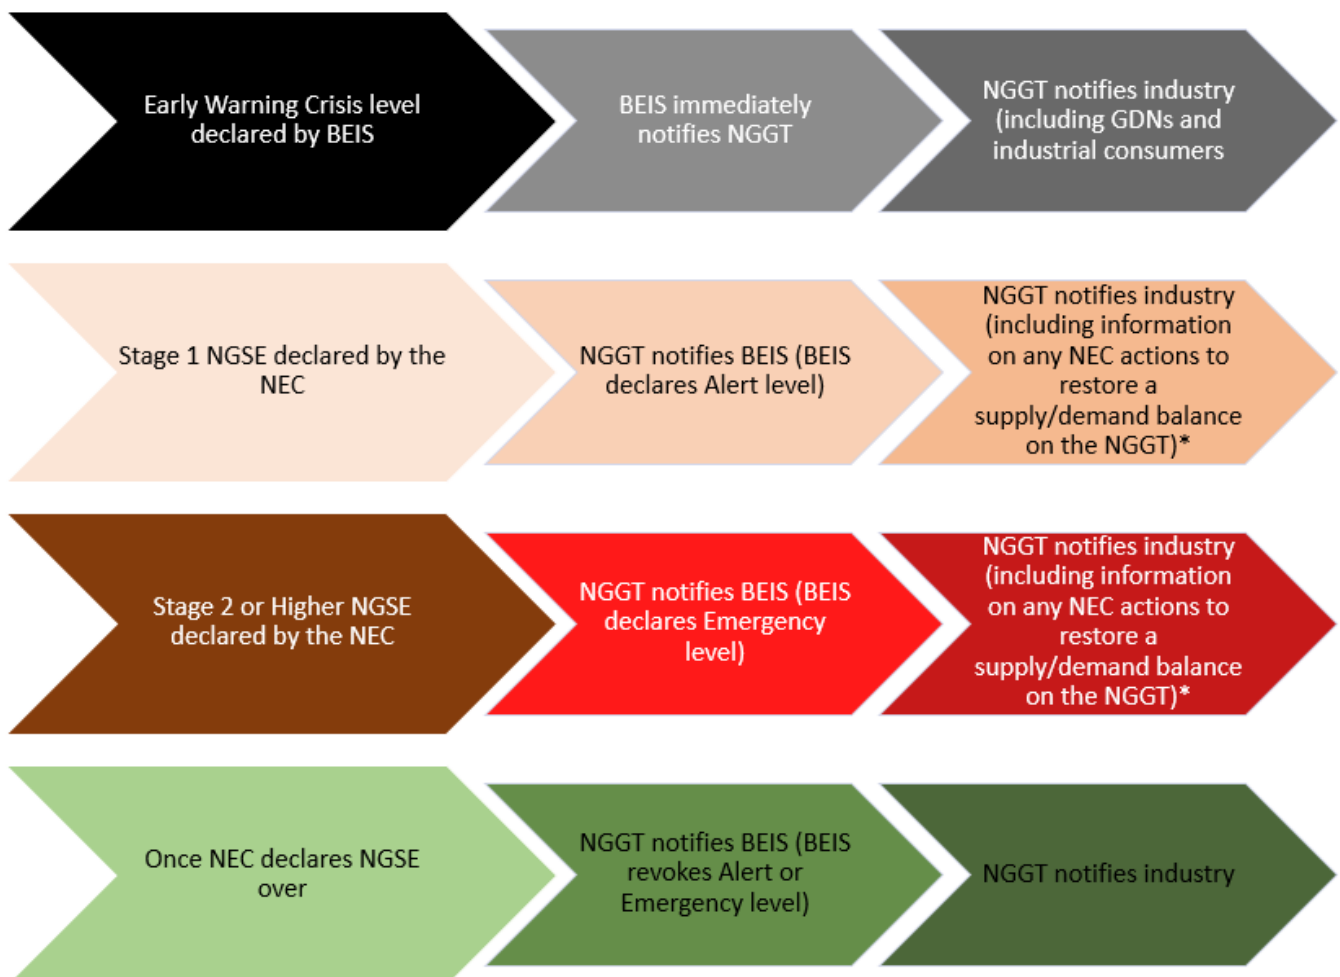 Early Warning Crisis level
declared by BEIS
BEIS immediately
notifies NGGT
NGGT notifies industry
(including GDNs and
industrial consumers
Stage 1 NGSE declared by the
NEC
NGGT notifies BEIS (BEIS
declares Alert level)
NGGT notifies industry
(including information
on any NEC actions to
restore a
supply/demand balance
on the NGGT)*
Stage 2 or Higher NGSE
declared by the NEC
NGGT notifies BEIS (BEIS
declares Emergency
level)
NGGT notifies industry
(including information
on any NEC actions to
restore a
supply/demand balance
on the NGGT)*
Once NEC declares NGSE
over
NGGT notifies BEIS (BEIS
revokes Alert or
Emergency level)
NGGT notifies industry